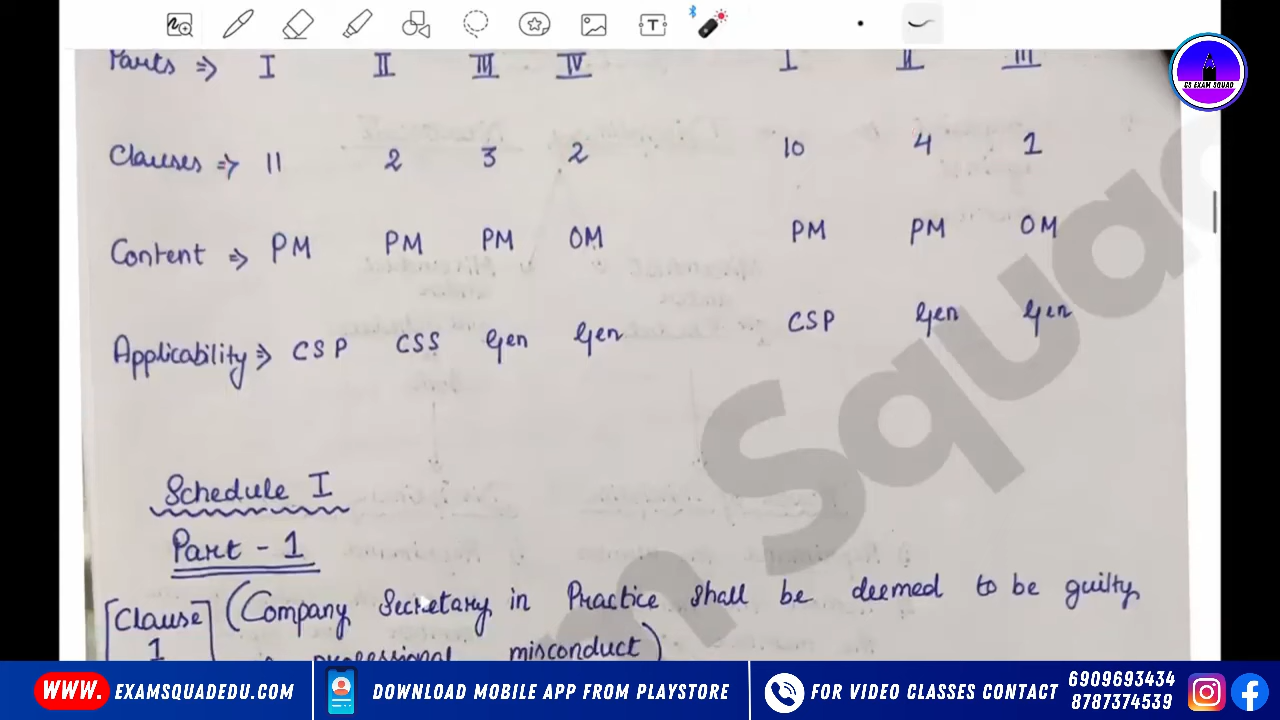 Parts ⇒ I II III IV I II III
Clauses ⇒ 11 2 3 2 10 4 1
Content ⇒ PM PM PM OM PM PM OM
Applicability ⇒ CSP CSS Gen Gen CSP Gen Gen
Schedule I
Part - 1
[Clause 1] (Company Secretary in Practice shall be deemed to be guilty
professional misconduct)
Squad
CS EXAM SQUAD
WWW. EXAMSQUADEDU.COM
DOWNLOAD MOBILE APP FROM PLAYSTORE
FOR VIDEO CLASSES CONTACT 6909693434
8787374539